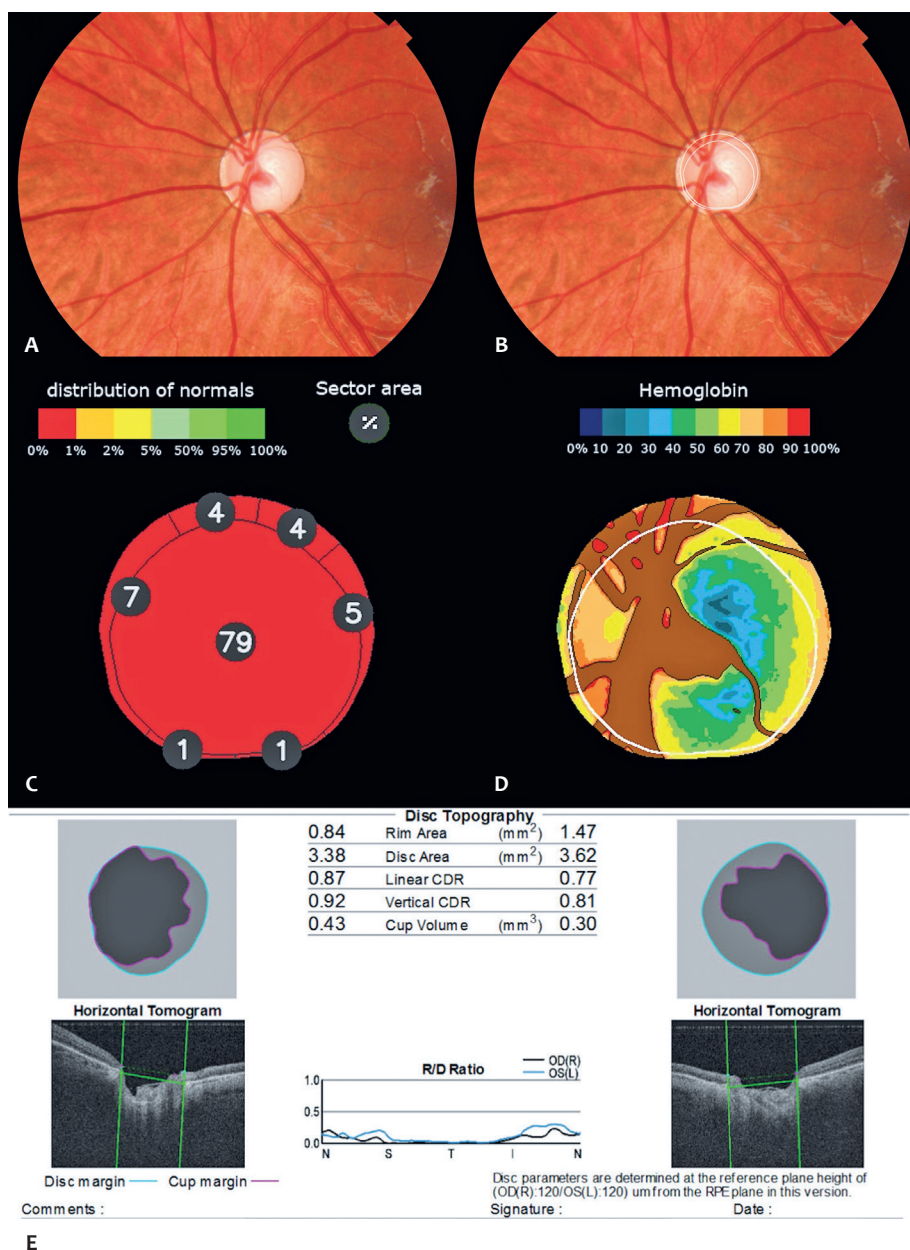 A
B
distribution of normals
Sector area
Hemoglobin
%
0% 1% 2% 5% 50% 95% 100%
0% 10 20 30 40 50 60 70 80 90 100%
4
4
7
5
79
1
1
C
D
Disc Topography
0.84 Rim Area (mm2) 1.47
3.38 Disc Area (mm2) 3.62
0.87 Linear CDR 0.77
0.92 Vertical CDR 0.81
0.43 Cup Volume (mm3) 0.30
Horizontal Tomogram
Horizontal Tomogram
R/D Ratio
OD(R)
OS(L)
1.0
0.5
0.0
N S T I N
Disc margin Cup margin
Disc parameters are determined at the reference plane height of
(OD(R):120/OS(L):120) um from the RPE plane in this version.
Comments : Signature : Date :
E